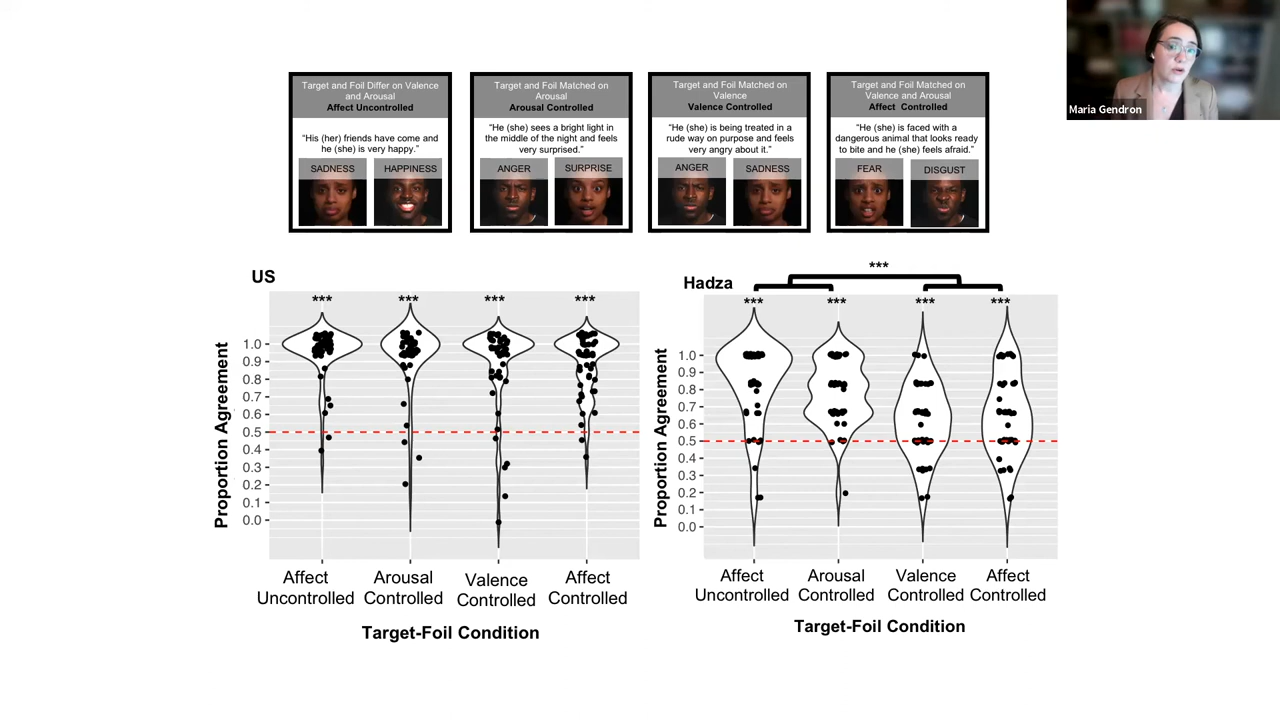 Maria Gendron
Target and Foil Differ on Valence
and Arousal
Affect Uncontrolled
“His (her) friends have come and
he (she) is very happy.”
SADNESS
HAPPINESS
Target and Foil Matched on
Arousal
Arousal Controlled
“He (she) sees a bright light in
the middle of the night and feels
very surprised.”
ANGER
SURPRISE
Target and Foil Matched on
Valence
Valence Controlled
“He (she) is being treated in a
rude way on purpose and feels
very angry about it.”
ANGER
SADNESS
Target and Foil Matched on
Valence and Arousal
Affect Controlled
“He (she) is faced with a
dangerous animal that looks ready
to bite and he (she) feels afraid.”
FEAR
DISGUST
US
*** *** *** ***
Proportion Agreement
1.0
0.9
0.8
0.7
0.6
0.5
0.4
0.3
0.2
0.1
0.0
Affect
Uncontrolled
Arousal
Controlled
Valence
Controlled
Affect
Controlled
Target-Foil Condition
Hadza
***
*** *** *** ***
Proportion Agreement
1.0
0.9
0.8
0.7
0.6
0.5
0.4
0.3
0.2
0.1
0.0
Affect
Uncontrolled
Arousal
Controlled
Valence
Controlled
Affect
Controlled
Target-Foil Condition